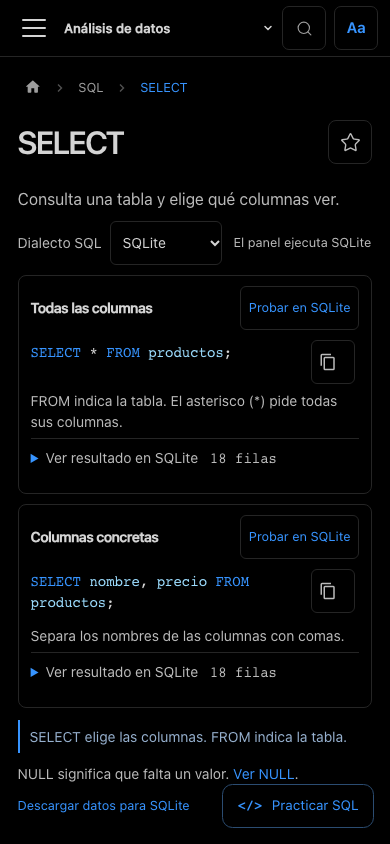 Análisis de datos
Aa
SQL
SELECT
SELECT
Consulta una tabla y elige qué columnas ver.
Dialecto SQL
SQLite
El panel ejecuta SQLite
Todas las columnas
Probar en SQLite
SELECT * FROM productos;
FROM indica la tabla. El asterisco (*) pide todas
sus columnas.
Ver resultado en SQLite 18 filas
Columnas concretas
Probar en SQLite
SELECT nombre, precio FROM
productos;
Separa los nombres de las columnas con comas.
Ver resultado en SQLite 18 filas
SELECT elige las columnas. FROM indica la tabla.
NULL significa que falta un valor. Ver NULL.
Descargar datos para SQLite
</> Practicar SQL